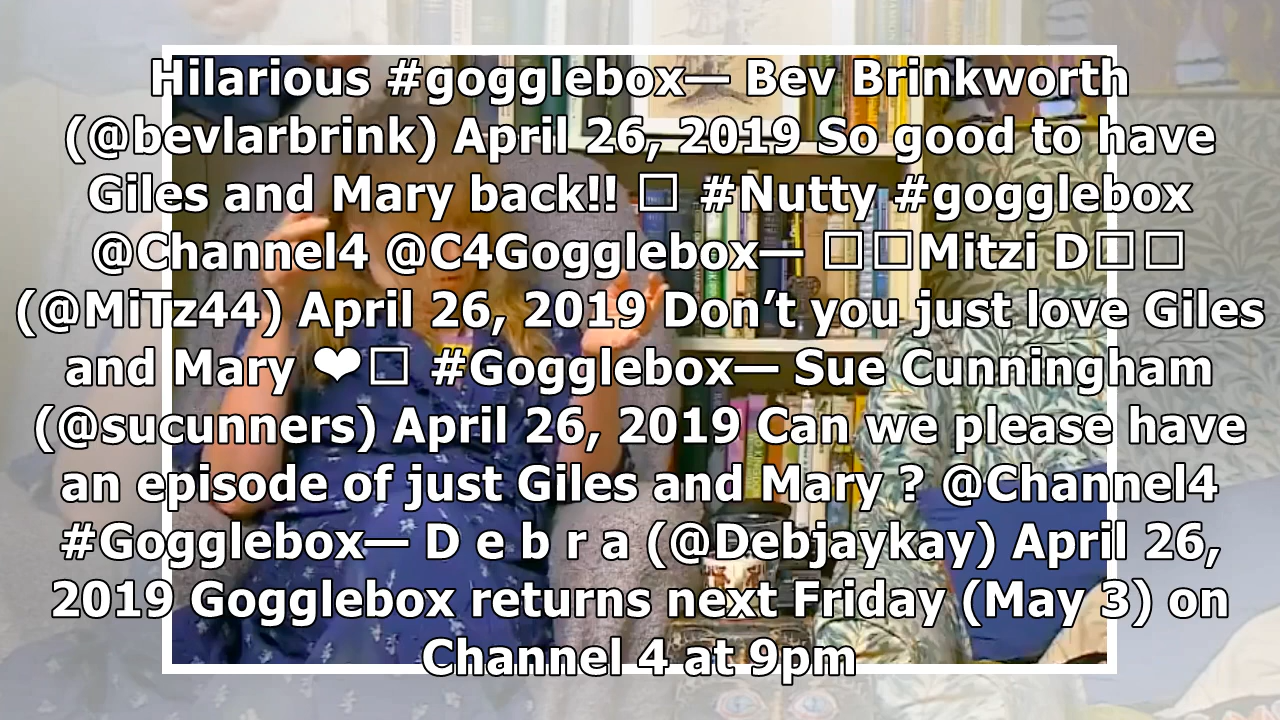 Hilarious #gogglebox— Bev Brinkworth
(@bevlarbrink) April 26, 2019 So good to have
Giles and Mary back!! □ #Nutty #gogglebox
@Channel4 @C4Gogglebox— □□Mitzi D□□
(@MiTz44) April 26, 2019 Don’t you just love Giles
and Mary ❤□ #Gogglebox— Sue Cunningham
(@sucunners) April 26, 2019 Can we please have
an episode of just Giles and Mary ? @Channel4
#Gogglebox— D e b r a (@Debjaykay) April 26,
2019 Gogglebox returns next Friday (May 3) on
Channel 4 at 9pm